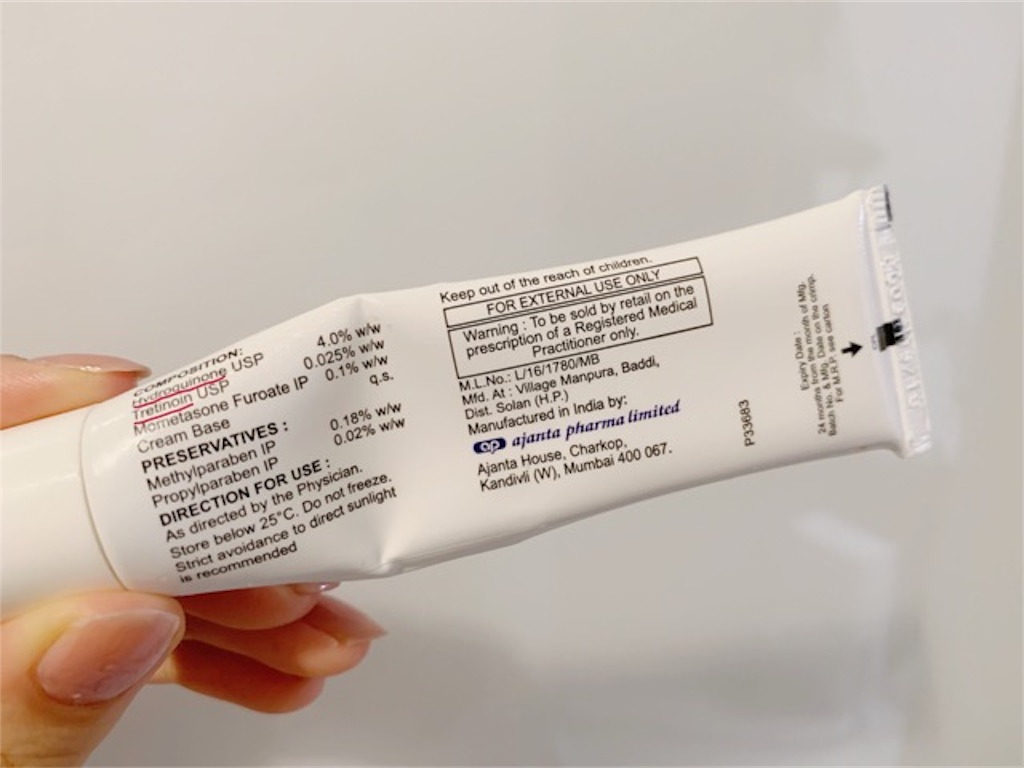 COMPOSITION:
Hydroquinone USP 4.0% w/w
Tretinoin USP 0.025% w/w
Mometasone Furoate IP 0.1% w/w
Cream Base q.s.
PRESERVATIVES :
Methylparaben IP 0.18% w/w
Propylparaben IP 0.02% w/w
DIRECTION FOR USE :
As directed by the Physician.
Store below 25°C. Do not freeze.
Strict avoidance to direct sunlight
is recommended
Keep out of the reach of children.
FOR EXTERNAL USE ONLY
Warning : To be sold by retail on the
prescription of a Registered Medical
Practitioner only.
M.L.No.: L/16/1780/MB
Mfd. At : Village Manpura, Baddi,
Dist. Solan (H.P.)
Manufactured in India by:
ap ajanta pharma limited
Ajanta House, Charkop,
Kandivli (W), Mumbai 400 067.
P33683
Expiry Date :
24 months from the month of Mfg.
Batch No. & Mfg. Date on the crimp.
For M.R.P. see carton